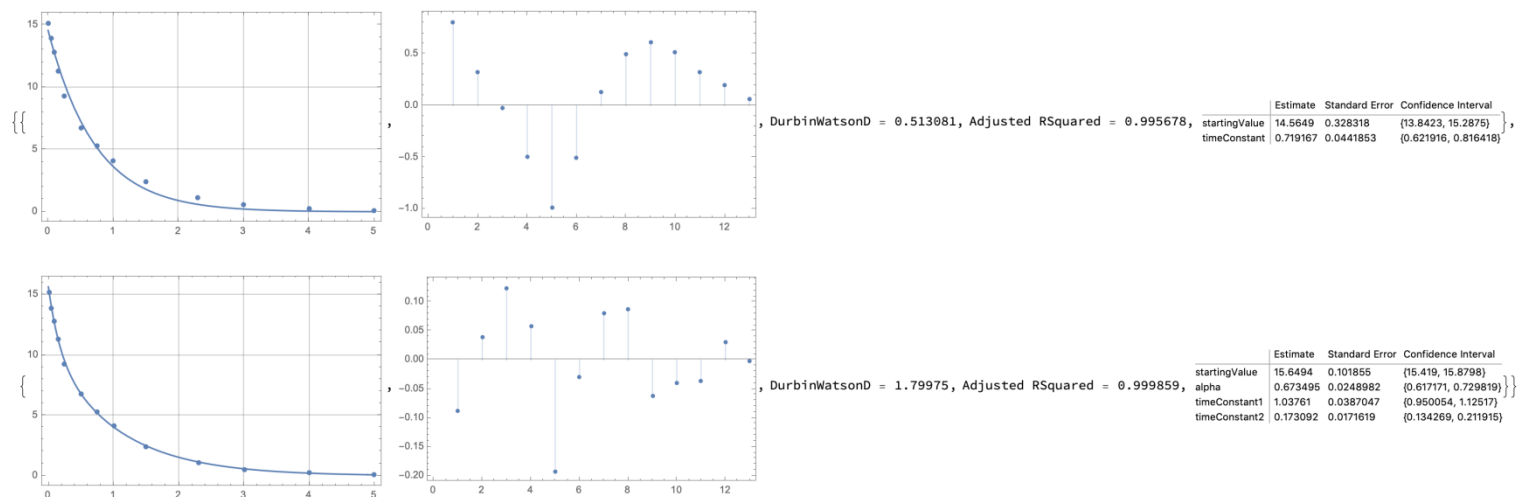 15
10
5
0
0 1 2 3 4 5
0.5
0.0
-0.5
-1.0
0 2 4 6 8 10 12
{{ , , DurbinWatsonD = 0.513081, Adjusted RSquared = 0.995678, }, 
Estimate Standard Error Confidence Interval
startingValue 14.5649 0.328318 {13.8423, 15.2875}
timeConstant 0.719167 0.0441853 {0.621916, 0.816418}
15
10
5
0
0 1 2 3 4 5
0.10
0.05
0.00
-0.05
-0.10
-0.15
-0.20
0 2 4 6 8 10 12
{ , , DurbinWatsonD = 1.79975, Adjusted RSquared = 0.999859, }}
Estimate Standard Error Confidence Interval
startingValue 15.6494 0.101855 {15.419, 15.8798}
alpha 0.673495 0.0248982 {0.617171, 0.729819}
timeConstant1 1.03761 0.0387047 {0.950054, 1.12517}
timeConstant2 0.173092 0.0171619 {0.134269, 0.211915}